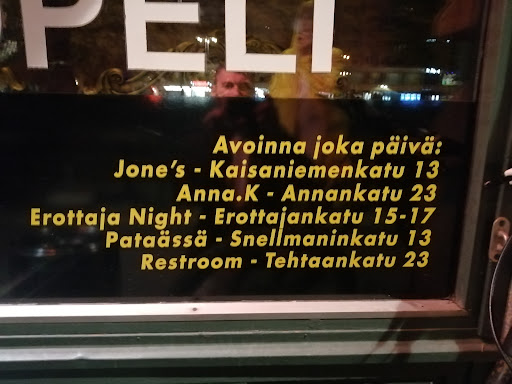 PELI
Avoinna joka päivä:
Jone's - Kaisaniemenkatu 13
Anna.K - Annankatu 23
Erottaja Night - Erottajankatu 15-17
Pataässä - Snellmaninkatu 13
Restroom - Tehtaankatu 23